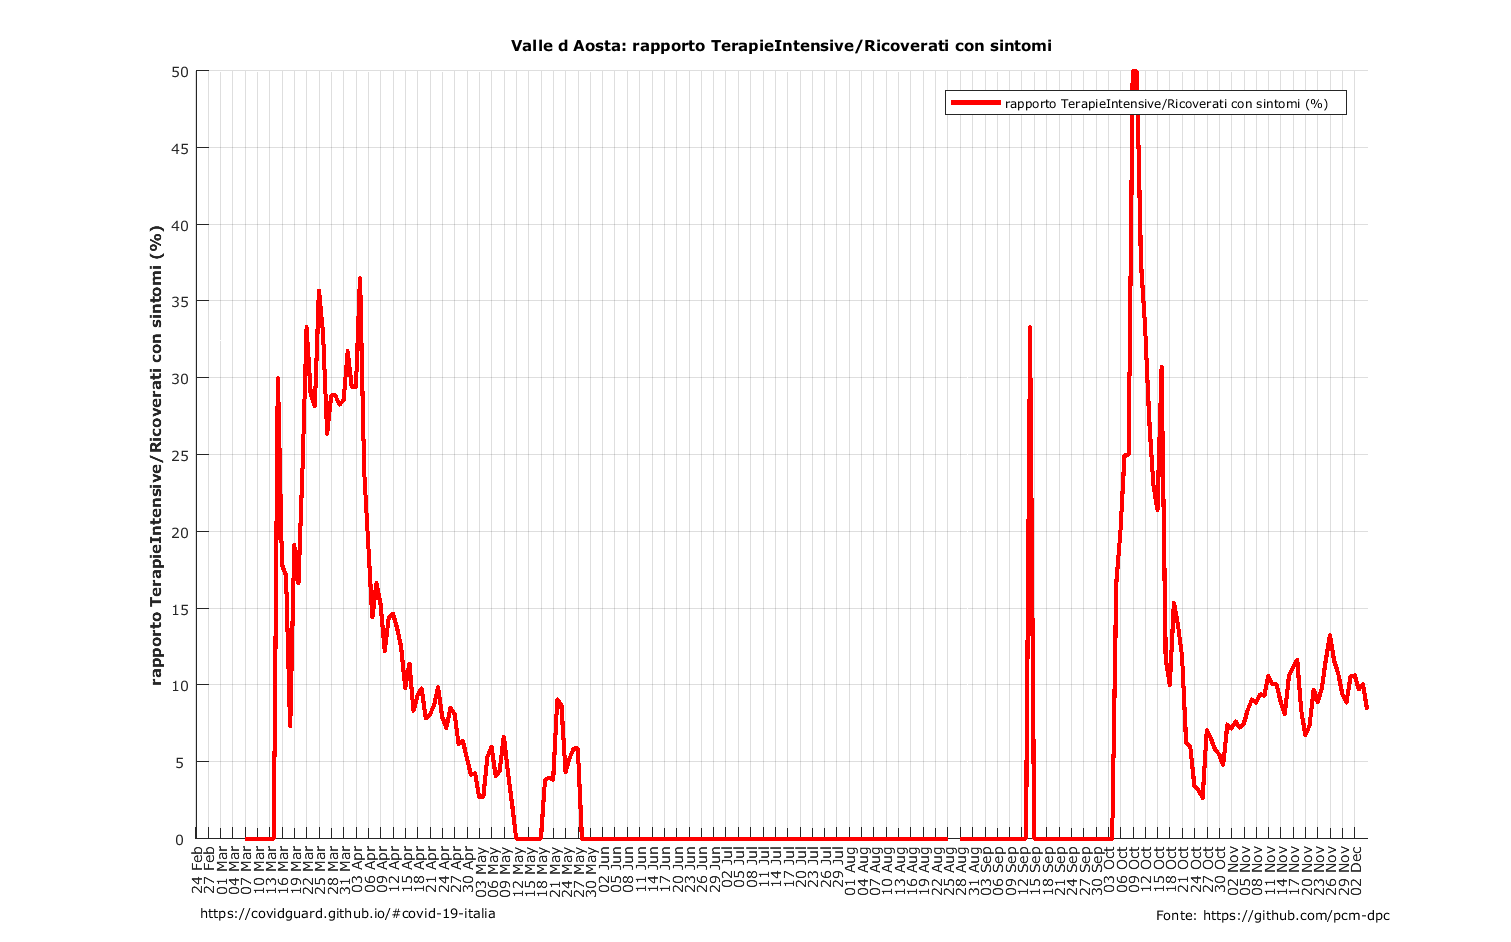 Valle d Aosta: rapporto TerapieIntensive/Ricoverati con sintomi
rapporto TerapieIntensive/Ricoverati con sintomi (%)
rapporto TerapieIntensive/Ricoverati con sintomi (%)
50
45
40
35
30
25
20
15
10
5
0
24 Feb
27 Feb
01 Mar
04 Mar
07 Mar
10 Mar
13 Mar
16 Mar
19 Mar
22 Mar
25 Mar
28 Mar
31 Mar
03 Apr
06 Apr
09 Apr
12 Apr
15 Apr
18 Apr
21 Apr
24 Apr
27 Apr
30 Apr
03 May
06 May
09 May
12 May
15 May
18 May
21 May
24 May
27 May
30 May
02 Jun
05 Jun
08 Jun
11 Jun
14 Jun
17 Jun
20 Jun
23 Jun
26 Jun
29 Jun
02 Jul
05 Jul
08 Jul
11 Jul
14 Jul
17 Jul
20 Jul
23 Jul
26 Jul
29 Jul
01 Aug
04 Aug
07 Aug
10 Aug
13 Aug
16 Aug
19 Aug
22 Aug
25 Aug
28 Aug
31 Aug
03 Sep
06 Sep
09 Sep
12 Sep
15 Sep
18 Sep
21 Sep
24 Sep
27 Sep
30 Sep
03 Oct
06 Oct
09 Oct
12 Oct
15 Oct
18 Oct
21 Oct
24 Oct
27 Oct
30 Oct
02 Nov
05 Nov
08 Nov
11 Nov
14 Nov
17 Nov
20 Nov
23 Nov
26 Nov
29 Nov
02 Dec
https://covidguard.github.io/#covid-19-italia
Fonte: https://github.com/pcm-dpc